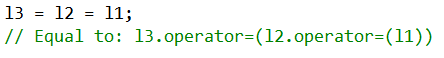 l3 = l2 = l1;
// Equal to: l3.operator=(l2.operator=(l1))